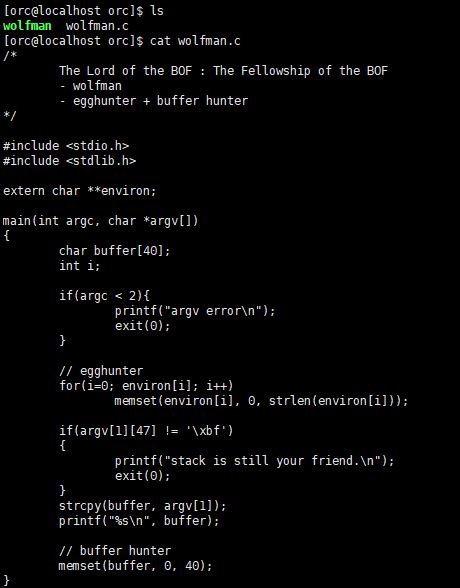 [orc@localhost orc]$ ls
wolfman  wolfman.c
[orc@localhost orc]$ cat wolfman.c
/*
        The Lord of the BOF : The Fellowship of the BOF
        - wolfman
        - egghunter + buffer hunter
*/

#include <stdio.h>
#include <stdlib.h>

extern char **environ;

main(int argc, char *argv[])
{
        char buffer[40];
        int i;

        if(argc < 2){
                printf("argv error\n");
                exit(0);
        }

        // egghunter
        for(i=0; environ[i]; i++)
                memset(environ[i], 0, strlen(environ[i]));

        if(argv[1][47] != '\xbf')
        {
                printf("stack is still your friend.\n");
                exit(0);
        }
        strcpy(buffer, argv[1]);
        printf("%s\n", buffer);

        // buffer hunter
        memset(buffer, 0, 40);
}